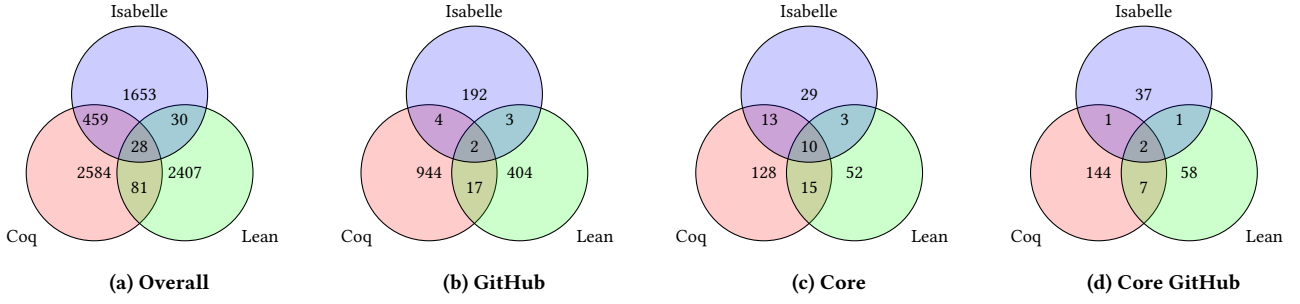 Isabelle
1653
459
30
28
2584
2407
81
Coq
Lean
(a) Overall
Isabelle
192
4
3
2
944
404
17
Coq
Lean
(b) GitHub
Isabelle
29
13
3
10
128
52
15
Coq
Lean
(c) Core
Isabelle
37
1
1
2
144
58
7
Coq
Lean
(d) Core GitHub